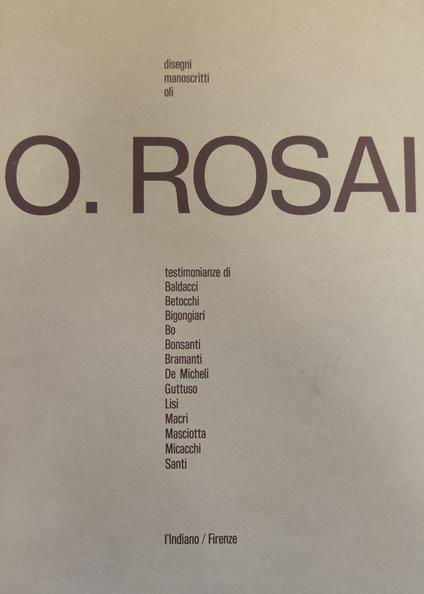 disegni
manoscritti
oli
O. ROSAI
testimonianze di
Baldacci
Betocchi
Bigongiari
Bo
Bonsanti
Bramanti
De Micheli
Guttuso
Lisi
Macrì
Masciotta
Micacchi
Santi
l'Indiano / Firenze